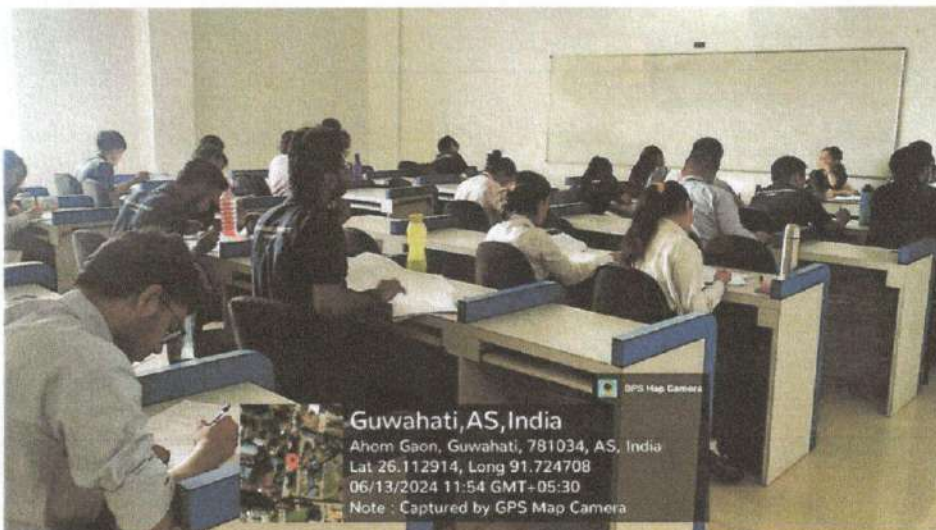 GPS Map Camera
Guwahati,AS,India
Ahom Gaon, Guwahati, 781034, AS, India
Lat 26.112914, Long 91.724708
06/13/2024 11:54 GMT+05:30
Note : Captured by GPS Map Camera